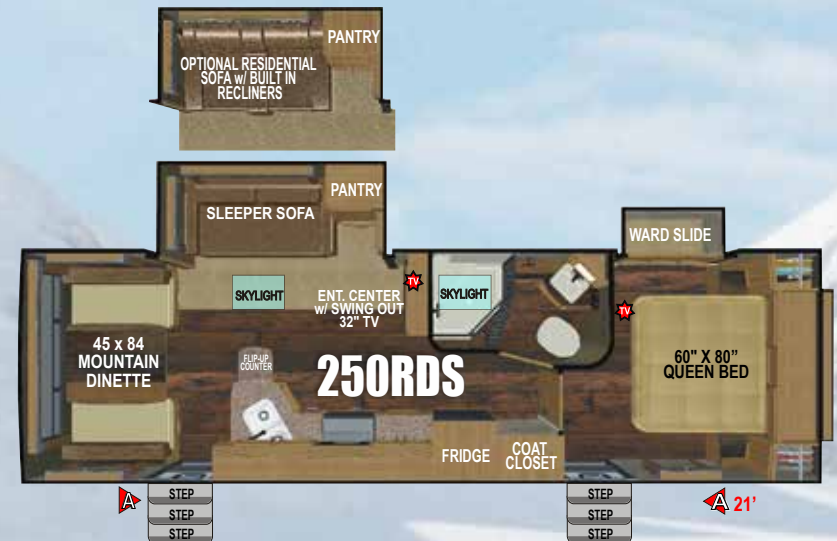 OPTIONAL RESIDENTIAL
SOFA w/ BUILT IN
RECLINERS
PANTRY
PANTRY
SLEEPER SOFA
WARD SLIDE
SKYLIGHT
ENT. CENTER
w/ SWING OUT
32" TV
TV
SKYLIGHT
TV
45 x 84
MOUNTAIN
DINETTE
FLIP-UP
COUNTER
250RDS
60" X 80”
QUEEN BED
FRIDGE
COAT
CLOSET
A
STEP
STEP
STEP
STEP
STEP
STEP
A 21'